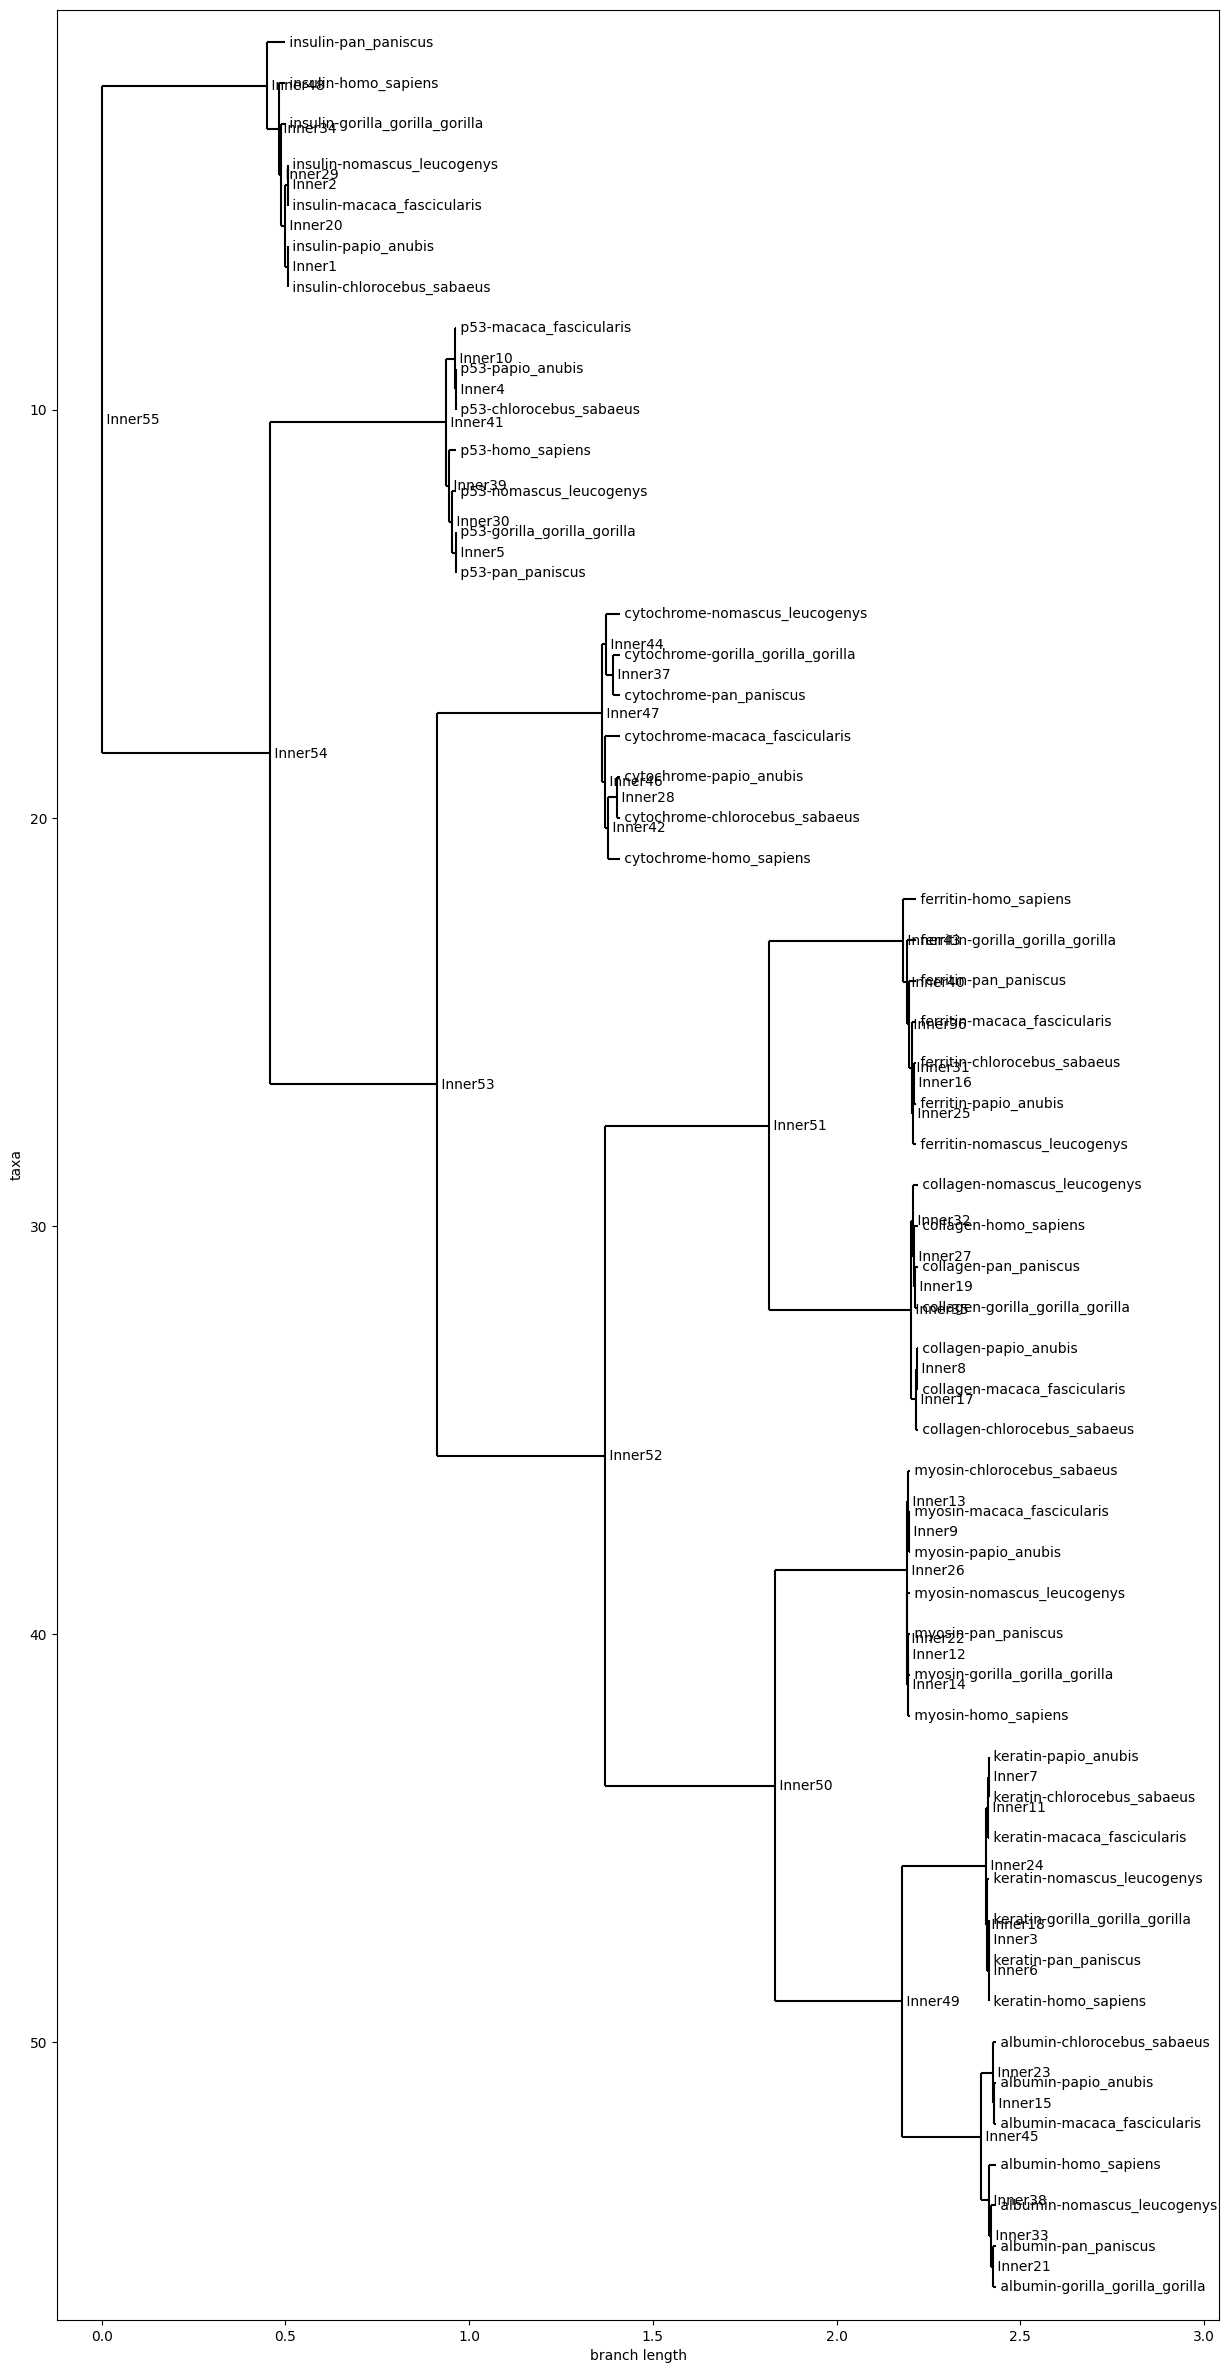 insulin-pan_paniscus
insulin-homo_sapiens
Inner48
insulin-gorilla_gorilla_gorilla
Inner34
insulin-nomascus_leucogenys
Inner29
Inner2
insulin-macaca_fascicularis
Inner20
insulin-papio_anubis
Inner1
insulin-chlorocebus_sabaeus
p53-macaca_fascicularis
Inner10
p53-papio_anubis
Inner4
p53-chlorocebus_sabaeus
10
Inner55
Inner41
p53-homo_sapiens
Inner39
p53-nomascus_leucogenys
Inner30
p53-gorilla_gorilla_gorilla
Inner5
p53-pan_paniscus
cytochrome-nomascus_leucogenys
Inner44
cytochrome-gorilla_gorilla_gorilla
Inner37
cytochrome-pan_paniscus
Inner47
cytochrome-macaca_fascicularis
Inner54
cytochrome-papio_anubis
Inner46
Inner28
cytochrome-chlorocebus_sabaeus
20
Inner42
cytochrome-homo_sapiens
ferritin-homo_sapiens
Inner43
ferritin-gorilla_gorilla_gorilla
ferritin-pan_paniscus
Inner40
ferritin-macaca_fascicularis
Inner36
ferritin-chlorocebus_sabaeus
Inner31
Inner16
Inner53
ferritin-papio_anubis
Inner25
Inner51
ferritin-nomascus_leucogenys
taxa
collagen-nomascus_leucogenys
Inner32
collagen-homo_sapiens
30
Inner27
collagen-pan_paniscus
Inner19
collagen-gorilla_gorilla_gorilla
Inner35
collagen-papio_anubis
Inner8
collagen-macaca_fascicularis
Inner17
collagen-chlorocebus_sabaeus
Inner52
myosin-chlorocebus_sabaeus
Inner13
myosin-macaca_fascicularis
Inner9
myosin-papio_anubis
Inner26
myosin-nomascus_leucogenys
40
myosin-pan_paniscus
Inner22
Inner12
myosin-gorilla_gorilla_gorilla
Inner14
myosin-homo_sapiens
keratin-papio_anubis
Inner7
Inner50
keratin-chlorocebus_sabaeus
Inner11
keratin-macaca_fascicularis
Inner24
keratin-nomascus_leucogenys
keratin-gorilla_gorilla_gorilla
Inner18
Inner3
keratin-pan_paniscus
Inner6
Inner49
keratin-homo_sapiens
50
albumin-chlorocebus_sabaeus
Inner23
albumin-papio_anubis
Inner15
albumin-macaca_fascicularis
Inner45
albumin-homo_sapiens
Inner38
albumin-nomascus_leucogenys
Inner33
albumin-pan_paniscus
Inner21
albumin-gorilla_gorilla_gorilla
0.0 0.5 1.0 1.5 2.0 2.5 3.0
branch length